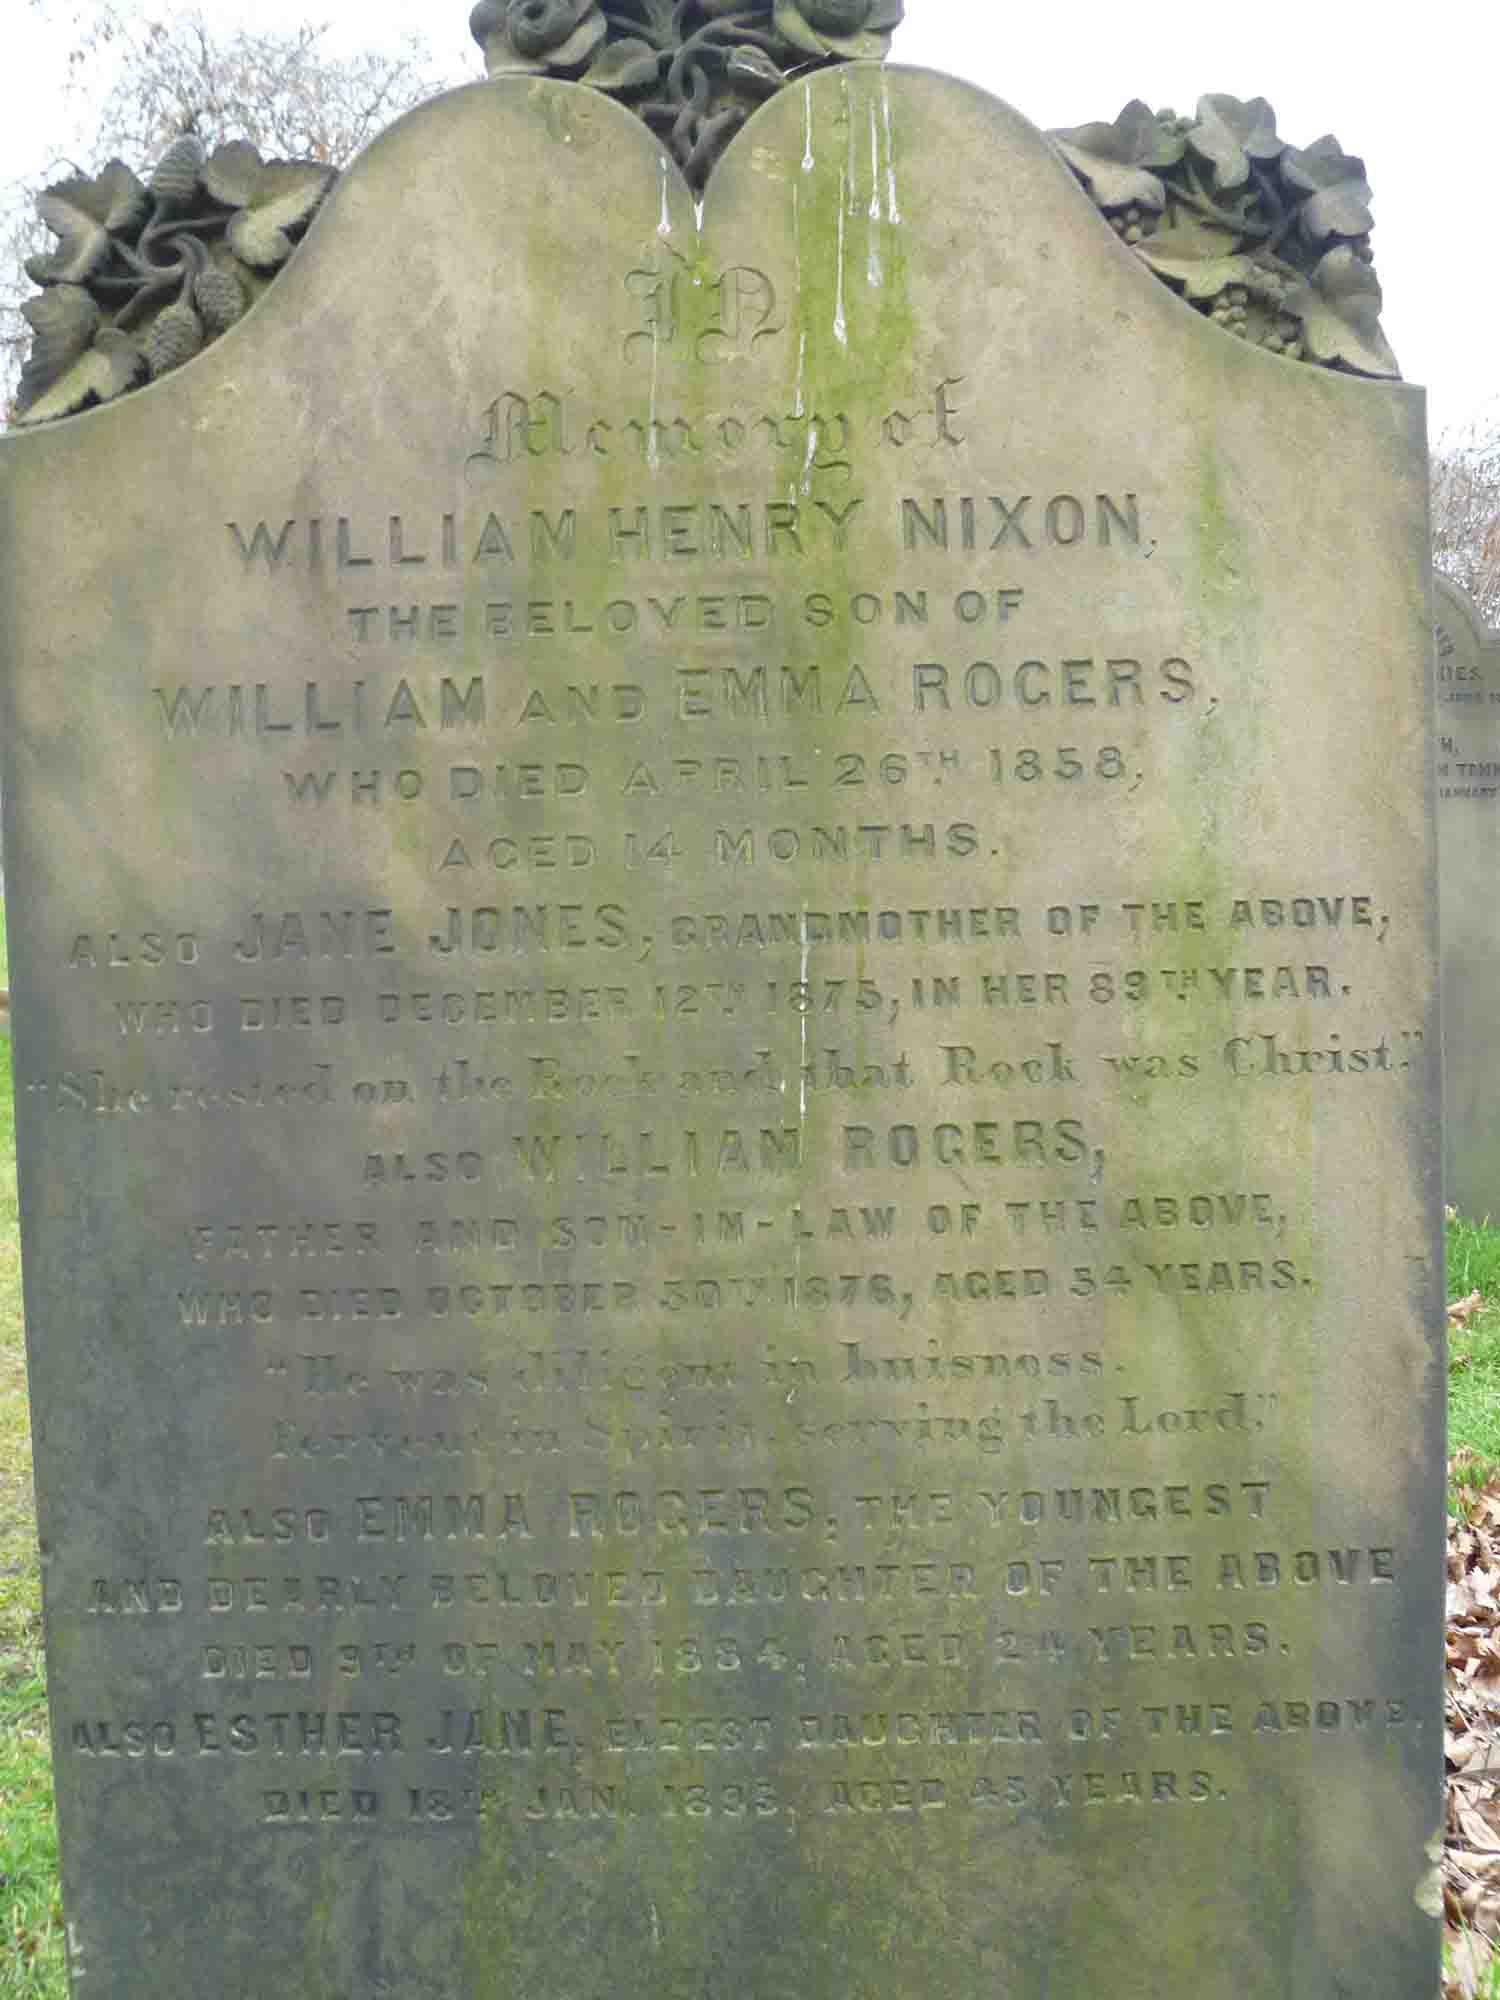 In
Memory of
WILLIAM HENRY NIXON,
THE BELOVED SON OF
WILLIAM AND EMMA ROGERS,
WHO DIED APRIL 26TH 1858,
AGED 14 MONTHS.
ALSO JANE JONES, GRANDMOTHER OF THE ABOVE,
WHO DIED DECEMBER 12TH 1875, IN HER 83TH YEAR.
"She rested on the Rock and that Rock was Christ."
ALSO WILLIAM ROGERS,
FATHER AND SON-IN-LAW OF THE ABOVE,
WHO DIED OCTOBER 30TH 1876, AGED 54 YEARS.
"He was diligent in buisness.
fervent in Spirit, serving the Lord."
ALSO EMMA ROGERS, THE YOUNGEST
AND DEARLY BELOVED DAUGHTER OF THE ABOVE
DIED 9TH OF MAY 1884, AGED 24 YEARS.
ALSO ESTHER JANE, ELDEST DAUGHTER OF THE ABOVE,
DIED 18TH JAN. AGED 45 YEARS.